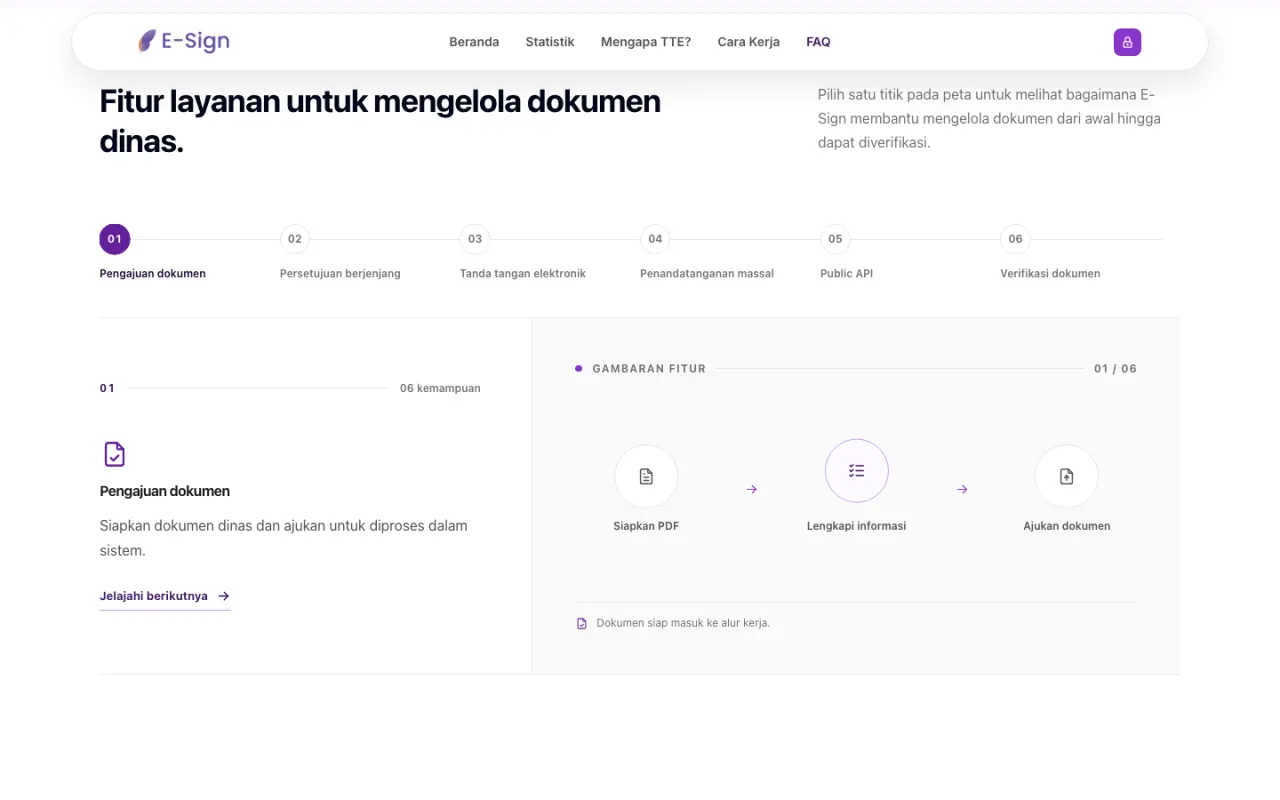 E-Sign
Beranda
Statistik
Mengapa TTE?
Cara Kerja
FAQ
Fitur layanan untuk mengelola dokumen
dinas.
Pilih satu titik pada peta untuk melihat bagaimana E-
Sign membantu mengelola dokumen dari awal hingga
dapat diverifikasi.
01
Pengajuan dokumen
02
Persetujuan berjenjang
03
Tanda tangan elektronik
04
Penandatanganan massal
05
Public API
06
Verifikasi dokumen
01
06 kemampuan
Pengajuan dokumen
Siapkan dokumen dinas dan ajukan untuk diproses dalam
sistem.
Jelajahi berikutnya →
GAMBARAN FITUR
01 / 06
Siapkan PDF
→
Lengkapi informasi
→
Ajukan dokumen
Dokumen siap masuk ke alur kerja.